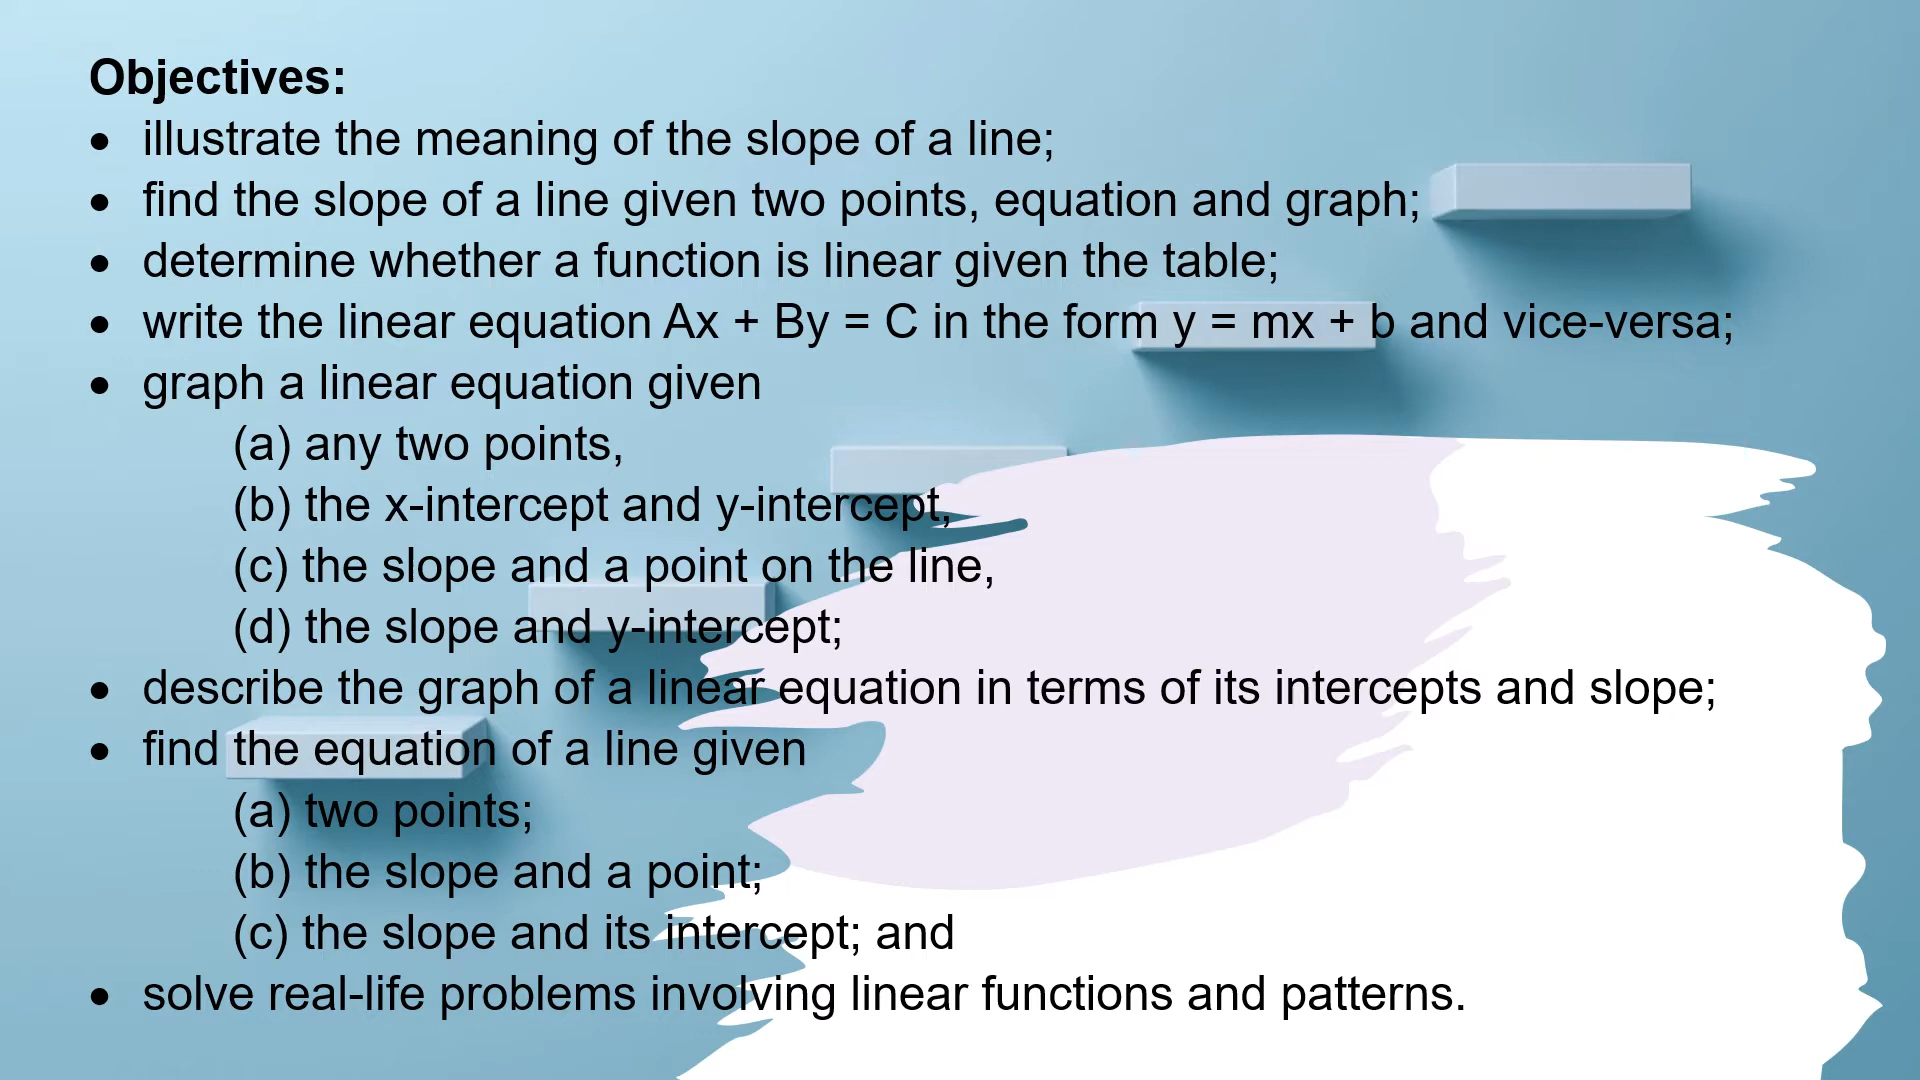 Objectives:
• illustrate the meaning of the slope of a line;
• find the slope of a line given two points, equation and graph;
• determine whether a function is linear given the table;
• write the linear equation Ax + By = C in the form y = mx + b and vice-versa;
• graph a linear equation given
(a) any two points,
(b) the x-intercept and y-intercept,
(c) the slope and a point on the line,
(d) the slope and y-intercept;
• describe the graph of a linear equation in terms of its intercepts and slope;
• find the equation of a line given
(a) two points;
(b) the slope and a point;
(c) the slope and its intercept; and
• solve real-life problems involving linear functions and patterns.